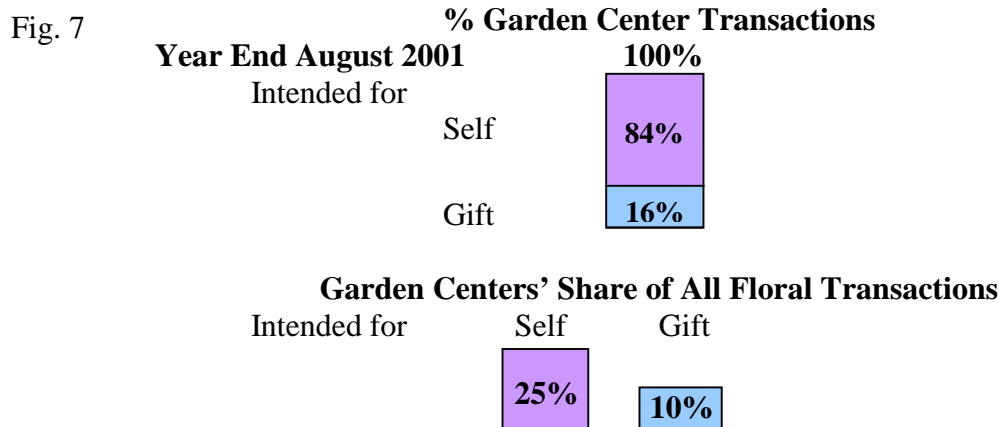 Fig. 7
% Garden Center Transactions
Year End August 2001 100%
Intended for
Self 84%
Gift 16%
Garden Centers’ Share of All Floral Transactions
Intended for Self Gift
25% 10%